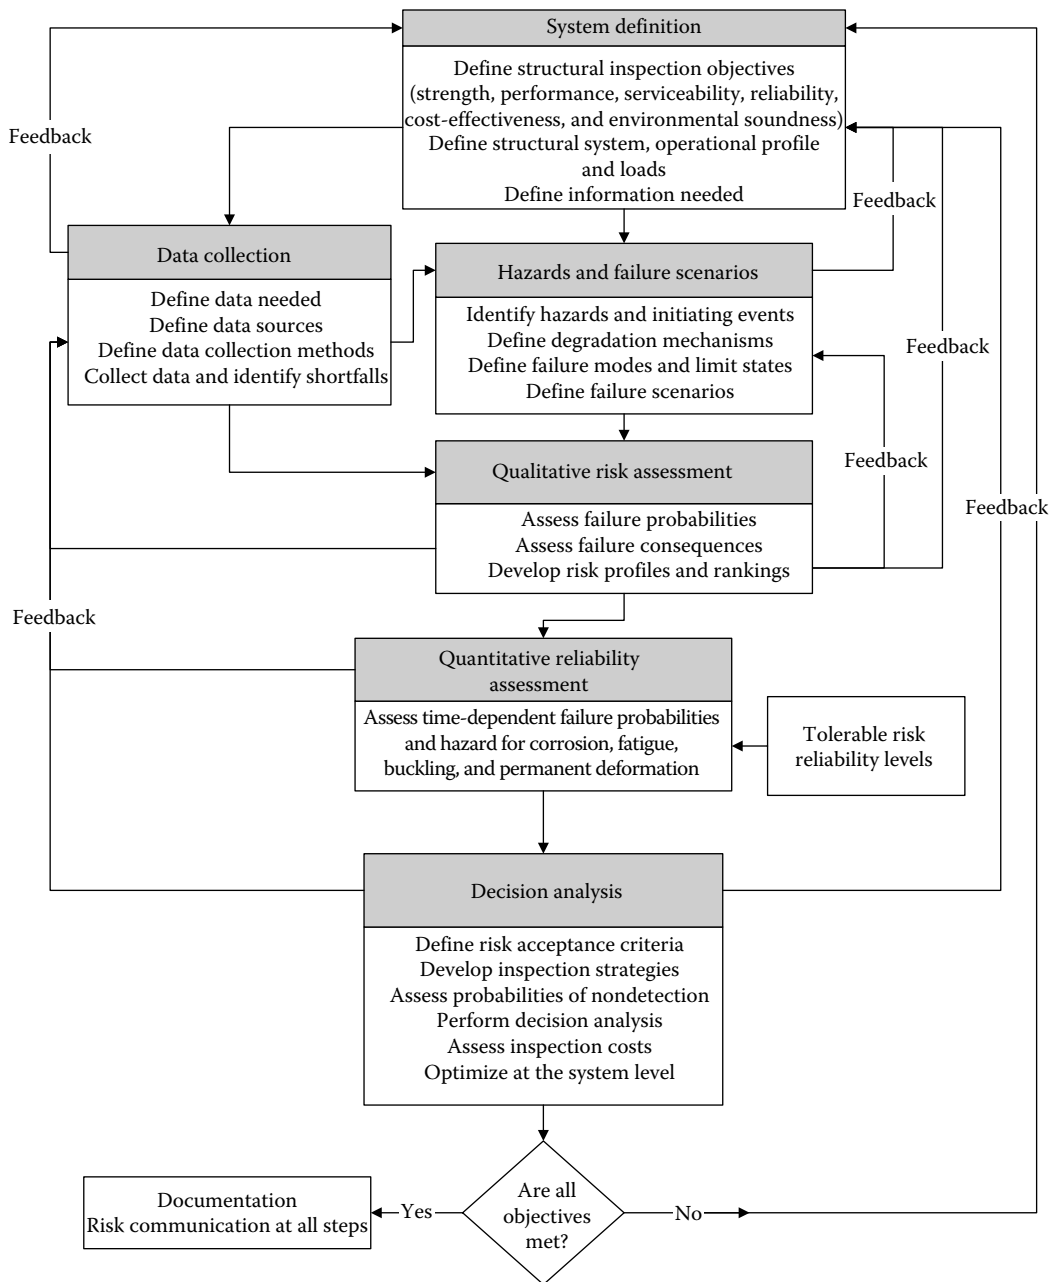 System definition
Define structural inspection objectives
(strength, performance, serviceability, reliability,
cost-effectiveness, and environmental soundness)
Define structural system, operational profile
and loads
Define information needed
Feedback
Feedback
Data collection
Define data needed
Define data sources
Define data collection methods
Collect data and identify shortfalls
Hazards and failure scenarios
Identify hazards and initiating events
Define degradation mechanisms
Define failure modes and limit states
Define failure scenarios
Feedback
Feedback
Qualitative risk assessment
Assess failure probabilities
Assess failure consequences
Develop risk profiles and rankings
Feedback
Feedback
Quantitative reliability
assessment
Assess time-dependent failure probabilities
and hazard for corrosion, fatigue,
buckling, and permanent deformation
Tolerable risk
reliability levels
Decision analysis
Define risk acceptance criteria
Develop inspection strategies
Assess probabilities of nondetection
Perform decision analysis
Assess inspection costs
Optimize at the system level
Are all
objectives
met?
Yes
No
Documentation
Risk communication at all steps